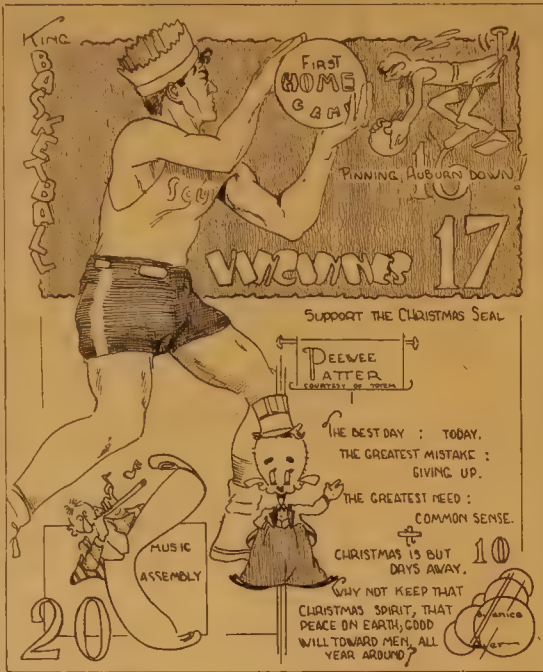 KING
BASKETBALL
FIRST
HOME
GAME
16
PINNING AUBURN DOWN!
17
SUPPORT THE CHRISTMAS SEAL
PEEWEE
PATTER
COURTESY OF TOTEM
THE BEST DAY : TODAY.
THE GREATEST MISTAKE :
GIVING UP.
THE GREATEST NEED :
COMMON SENSE.
CHRISTMAS IS BUT 10
DAYS AWAY.
WHY NOT KEEP THAT
CHRISTMAS SPIRIT, THAT
PEACE ON EARTH, GOOD
WILL TOWARD MEN, ALL
YEAR AROUND?
MUSIC
ASSEMBLY
20